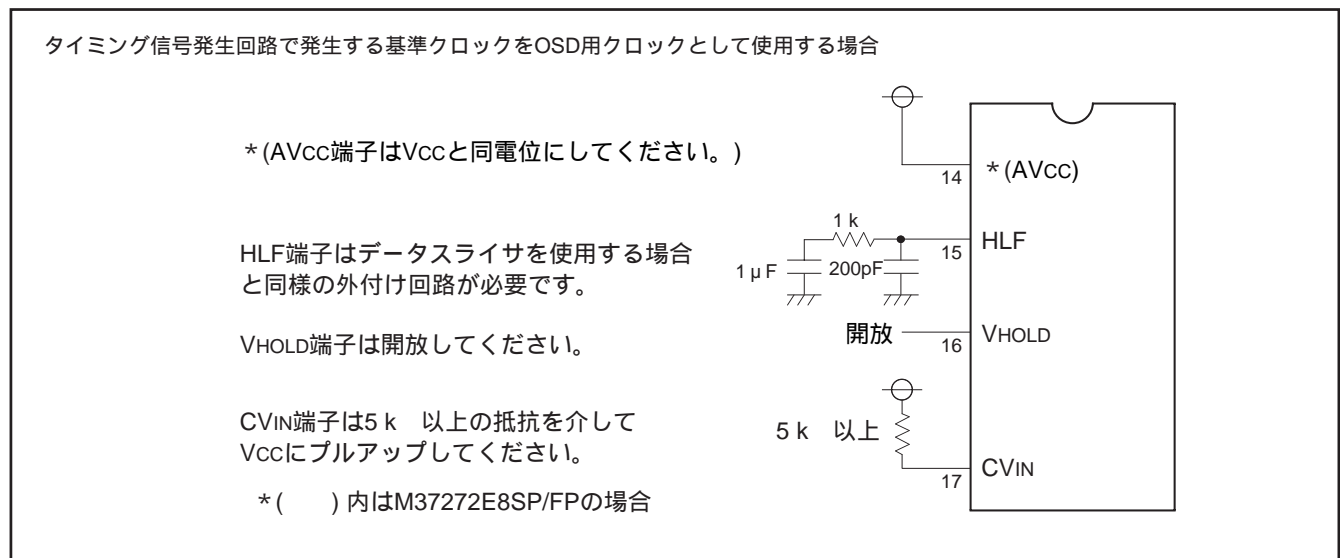 タイミング信号発生回路で発生する基準クロックをOSD用クロックとして使用する場合
*(AVCC端子はVCCと同電位にしてください。)
14
*(AVCC)
HLF端子はデータスライサを使用する場合
と同様の外付け回路が必要です。
1 k
1 μ F
200pF
15
HLF
VHOLD端子は開放してください。
開放
16
VHOLD
CVIN端子は5 k 以上の抵抗を介して
VCCにプルアップしてください。
5 k 以上
17
CVIN
*( ) 内はM37272E8SP/FPの場合